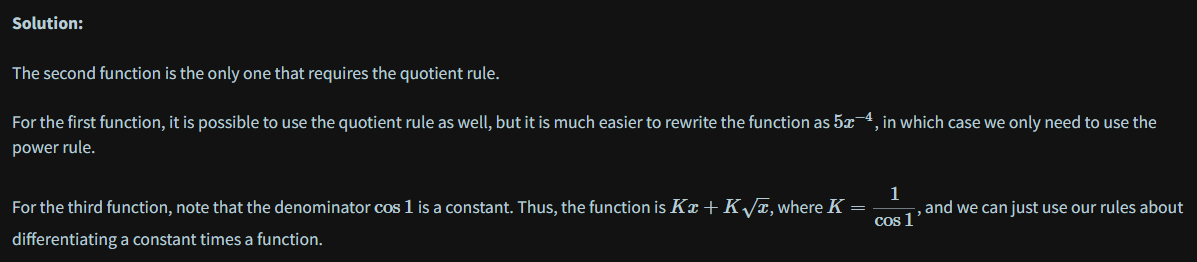 Solution:
The second function is the only one that requires the quotient rule.
For the first function, it is possible to use the quotient rule as well, but it is much easier to rewrite the function as 5x⁻⁴, in which case we only need to use the
power rule.
For the third function, note that the denominator cos 1 is a constant. Thus, the function is Kx + K√x, where K = 1/cos 1, and we can just use our rules about
differentiating a constant times a function.